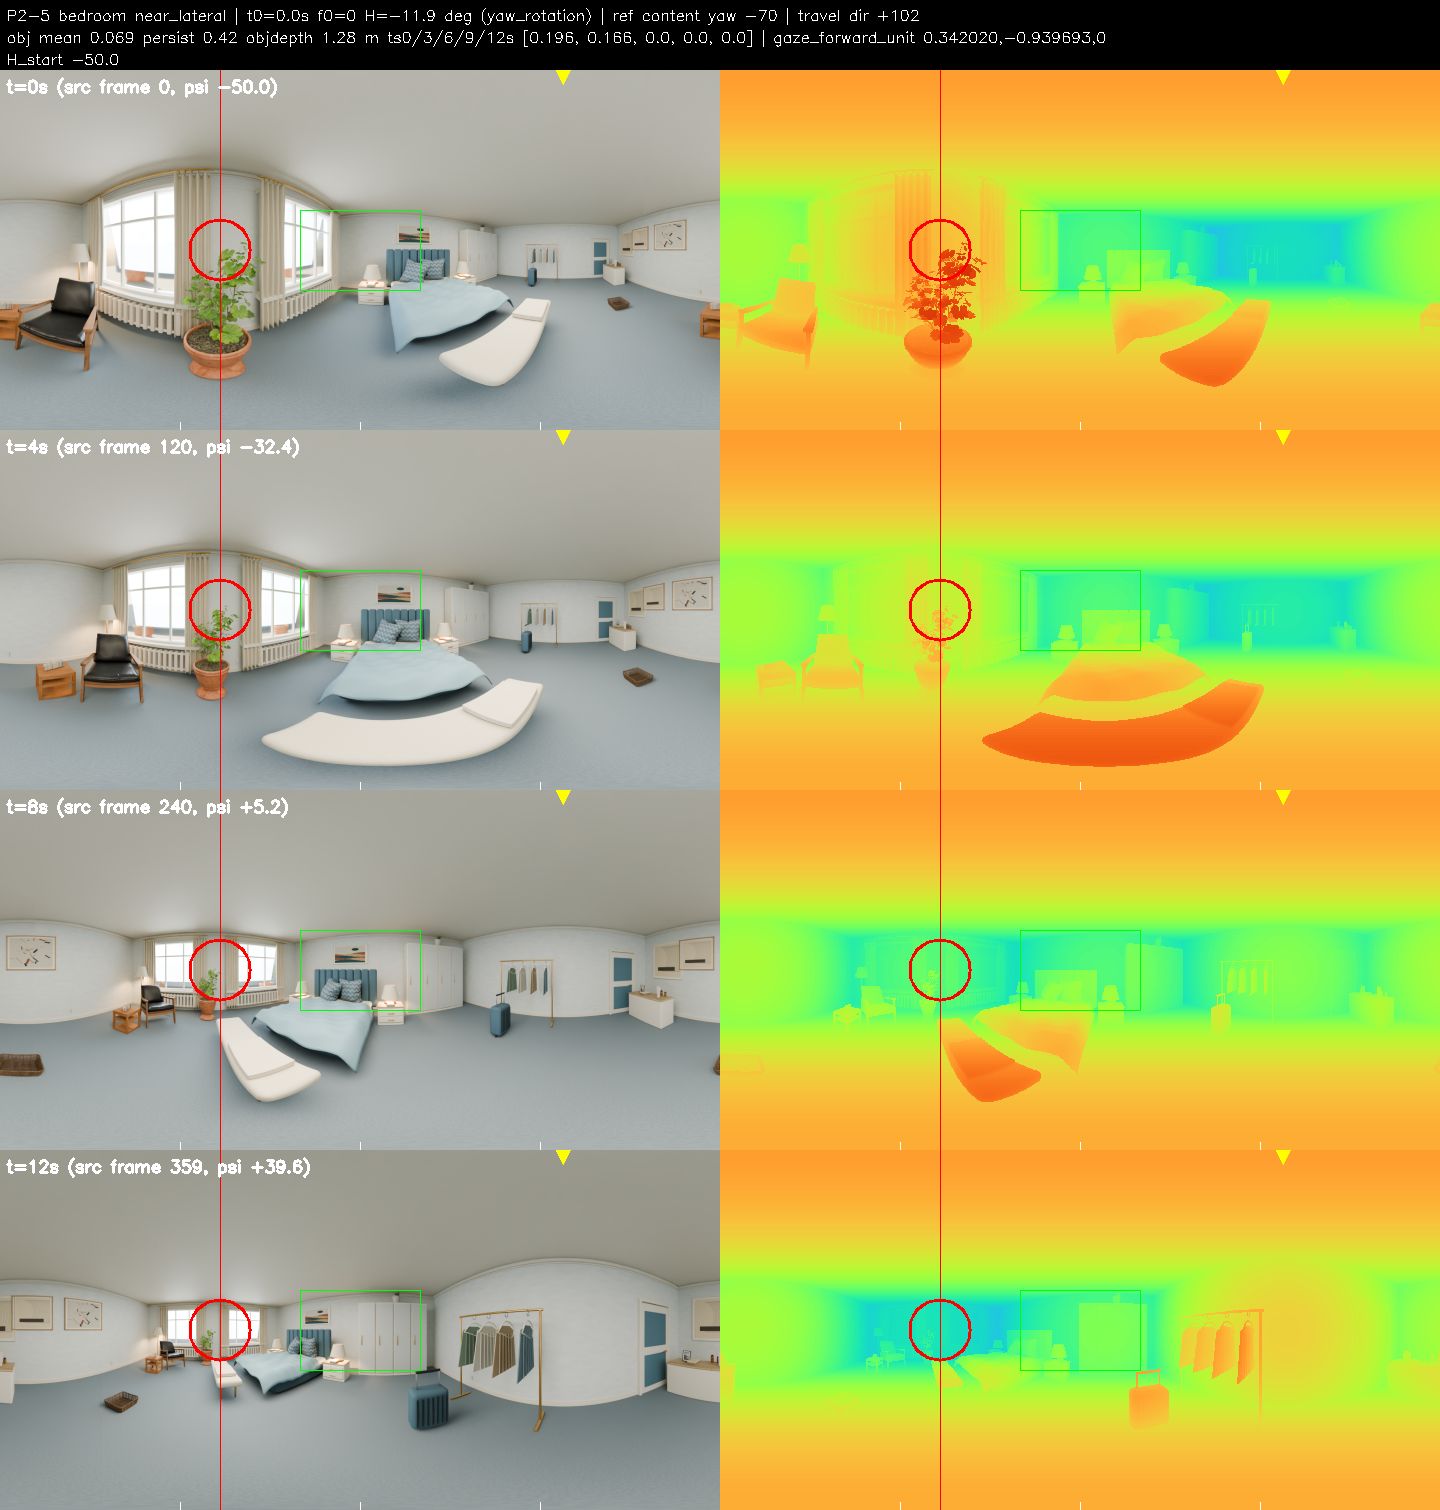 P2-5 bedroom near_lateral | t0=0.0s f0=0 H=-11.9 deg (yaw_rotation) | ref content yaw -70 | travel dir +102
obj mean 0.069 persist 0.42 objdepth 1.28 m ts0/3/6/9/12s [0.196, 0.166, 0.0, 0.0, 0.0] | gaze_forward_unit 0.342020,-0.939693,0
H_start -50.0
t=0s (src frame 0, psi -50.0)
t=4s (src frame 120, psi -32.4)
t=8s (src frame 240, psi +5.2)
t=12s (src frame 359, psi +39.6)